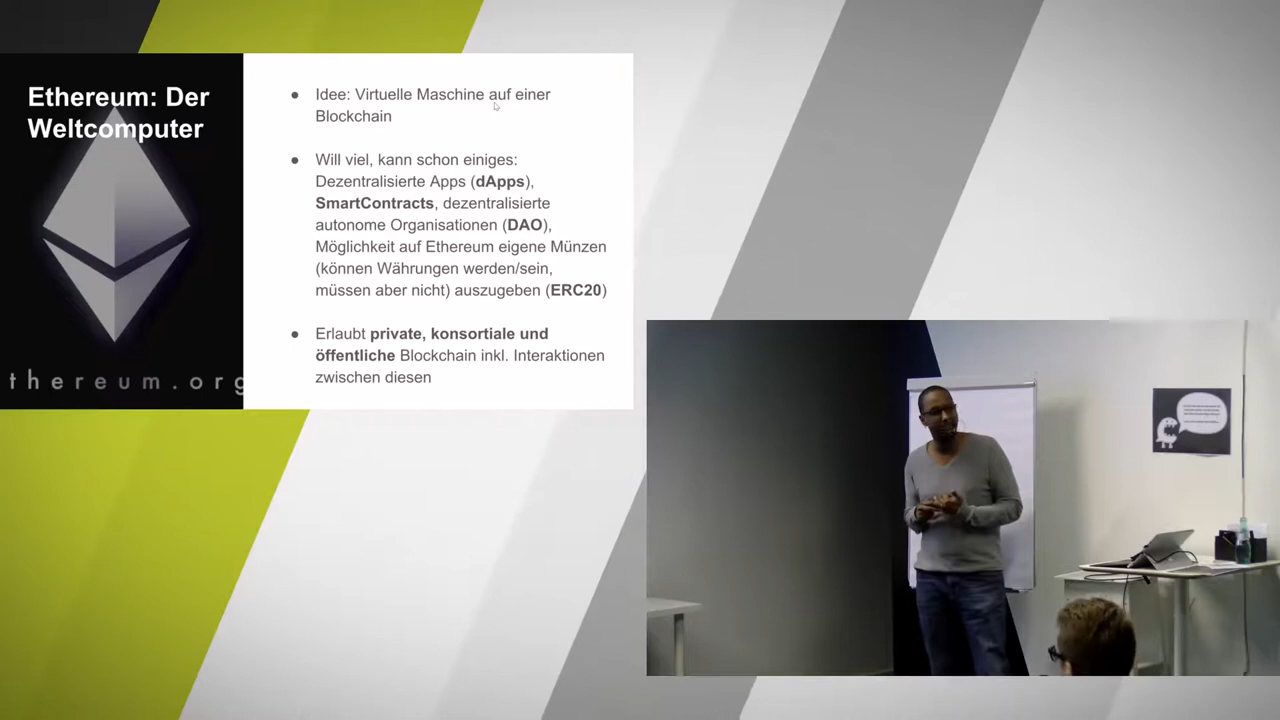 Ethereum: Der
Weltcomputer
thereum.org
● Idee: Virtuelle Maschine auf einer
Blockchain
● Will viel, kann schon einiges:
Dezentralisierte Apps (dApps),
SmartContracts, dezentralisierte
autonome Organisationen (DAO),
Möglichkeit auf Ethereum eigene Münzen
(können Währungen werden/sein,
müssen aber nicht) auszugeben (ERC20)
● Erlaubt private, konsortiale und
öffentliche Blockchain inkl. Interaktionen
zwischen diesen